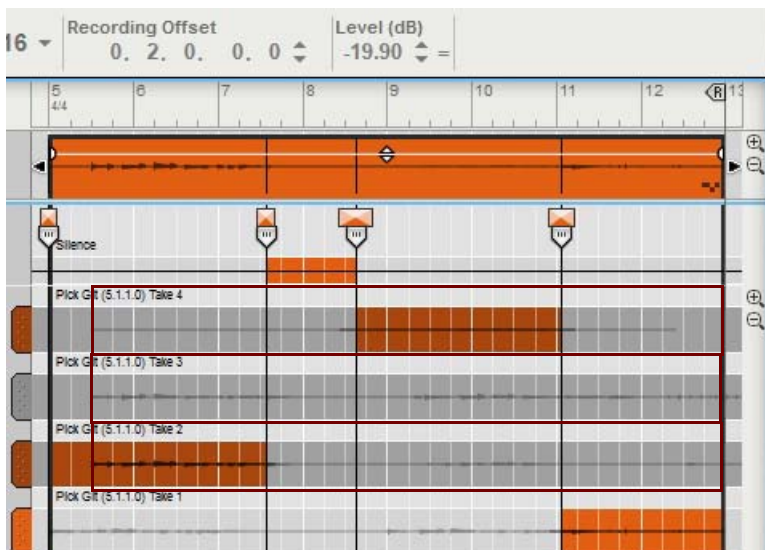 Recording Offset Level (dB)
16 0. 2. 0. 0. 0 -19.90 =
5 6 7 8 9 10 11 12 R 13
4/4
Silence
Pick Git (5.1.1.0) Take 4
Pick Git (5.1.1.0) Take 3
Pick Git (5.1.1.0) Take 2
Pick Git (5.1.1.0) Take 1